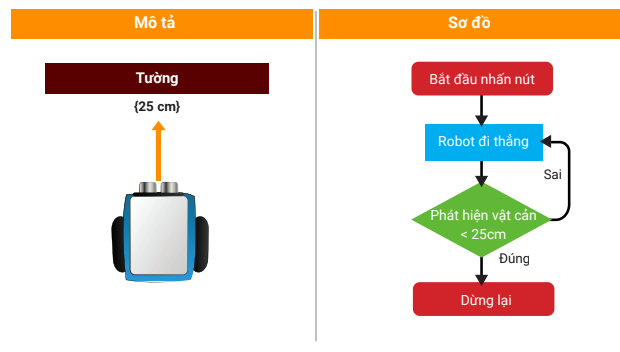 Mô tả
Tường
{25 cm}
Sơ đồ
Bắt đầu nhấn nút
Robot đi thẳng
Sai
Phát hiện vật cản
< 25cm
Đúng
Dừng lại